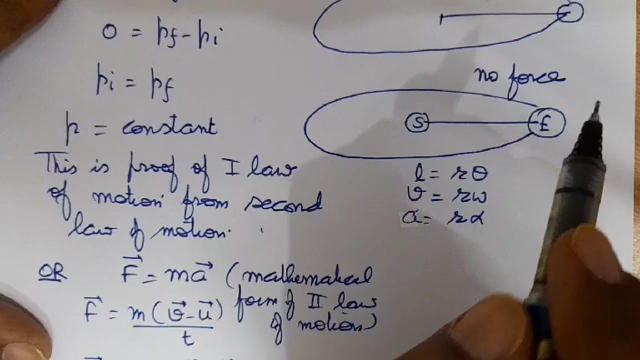 0 = pf - pi
pi = pf
p = constant
This is proof of I law
of motion from second
law of motion.
OR F⃗ = ma⃗ (mathematical
form of II law
of motion)
F⃗ = m(v⃗-u⃗)/t
no force
S
E
l = rθ
v = rω
a = rα